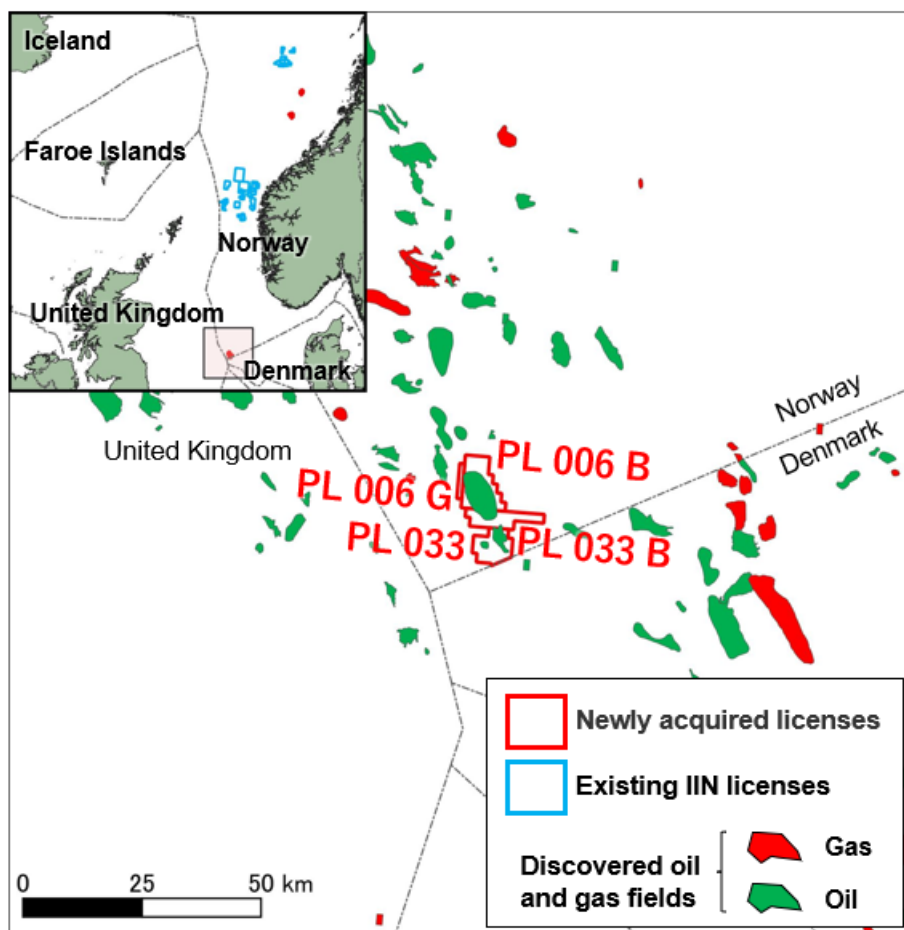 Iceland
Faroe Islands
Norway
United Kingdom
Denmark
United Kingdom
Norway
Denmark
PL 006 B
PL 006 G
PL 033
PL 033 B
Newly acquired licenses
Existing IIN licenses
Discovered oil
and gas fields
Gas
Oil
0 25 50 km